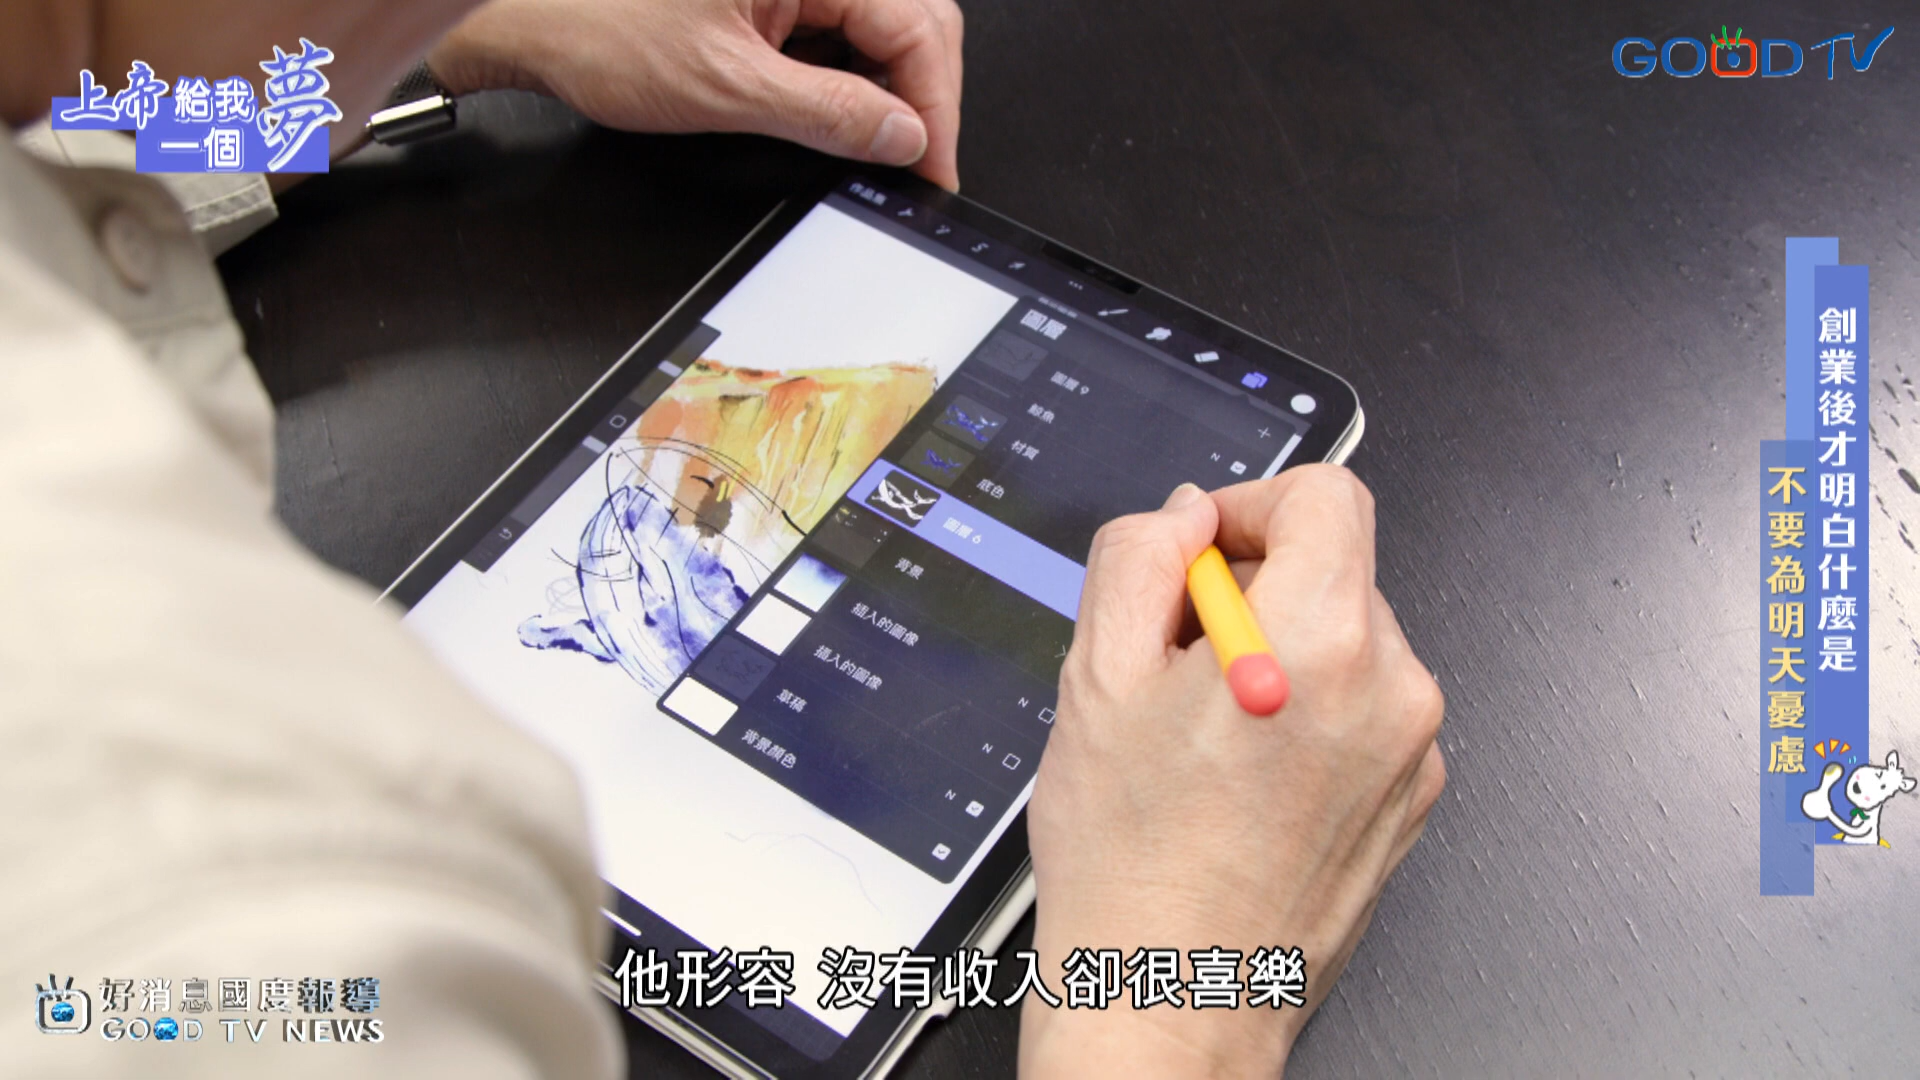 上帝給我
一個夢
GOOD TV
作品集
圖層
圖層 9
鯨魚
材質
N
底色
圖層 6
背景
插入的圖像
N
插入的圖像
N
草稿
N
背景顏色
創業後才明白什麼是
不要為明天憂慮
他形容 沒有收入卻很喜樂
好消息國度報導
GOOD TV NEWS